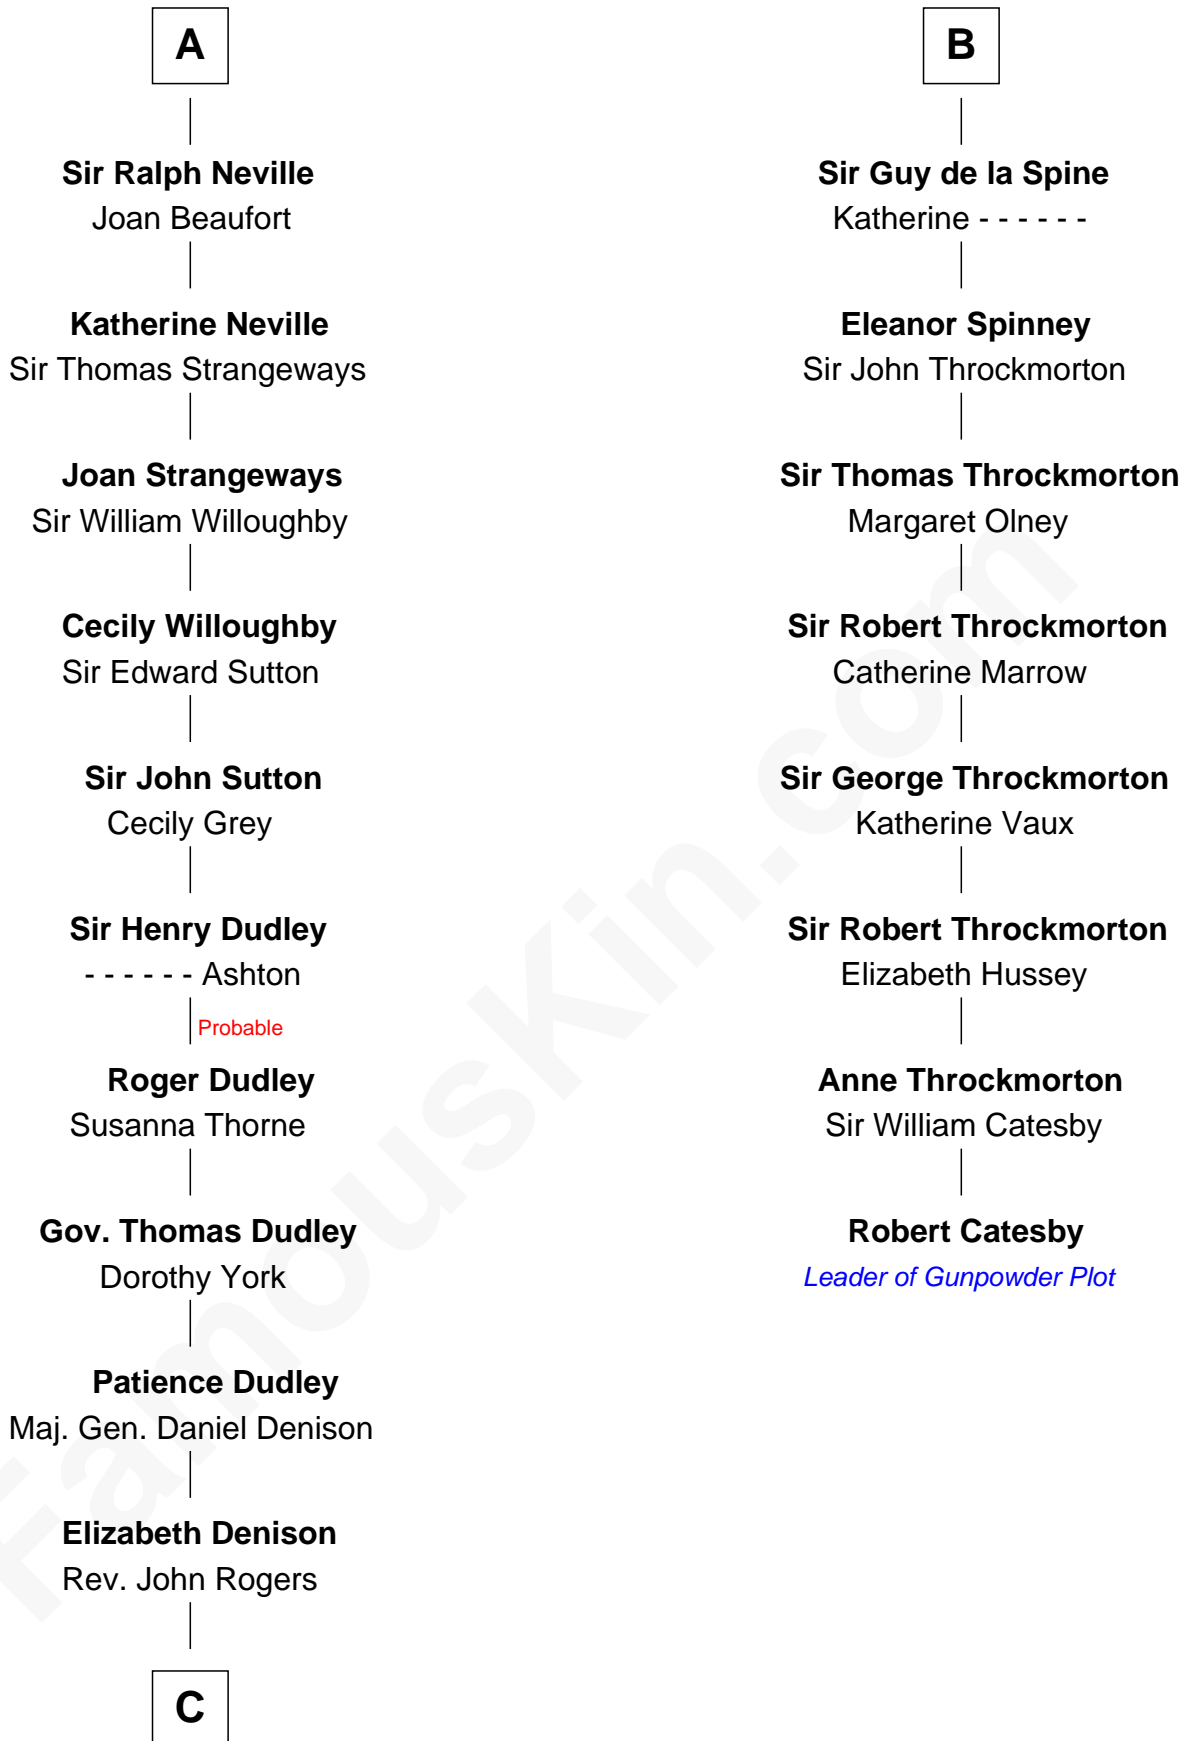 A
Sir Ralph Neville
Joan Beaufort
Katherine Neville
Sir Thomas Strangeways
Joan Strangeways
Sir William Willoughby
Cecily Willoughby
Sir Edward Sutton
Sir John Sutton
Cecily Grey
Sir Henry Dudley
- - - - - - Ashton
Probable
Roger Dudley
Susanna Thorne
Gov. Thomas Dudley
Dorothy York
Patience Dudley
Maj. Gen. Daniel Denison
Elizabeth Denison
Rev. John Rogers
C
B
Sir Guy de la Spine
Katherine - - - - - -
Eleanor Spinney
Sir John Throckmorton
Sir Thomas Throckmorton
Margaret Olney
Sir Robert Throckmorton
Catherine Marrow
Sir George Throckmorton
Katherine Vaux
Sir Robert Throckmorton
Elizabeth Hussey
Anne Throckmorton
Sir William Catesby
Robert Catesby
Leader of Gunpowder Plot
FamousKin.com